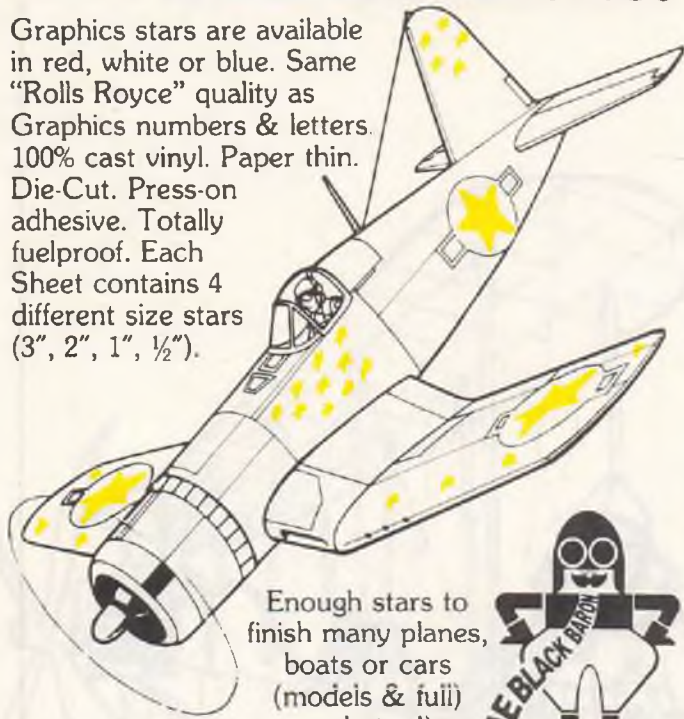 Graphics stars are available
in red, white or blue. Same
“Rolls Royce” quality as
Graphics numbers & letters.
100% cast vinyl. Paper thin.
Die-Cut. Press-on
adhesive. Totally
fuelproof. Each
Sheet contains 4
different size stars
(3″, 2″, 1″, ½″).
Enough stars to
finish many planes,
boats or cars
(models & full)
BLACK BARON